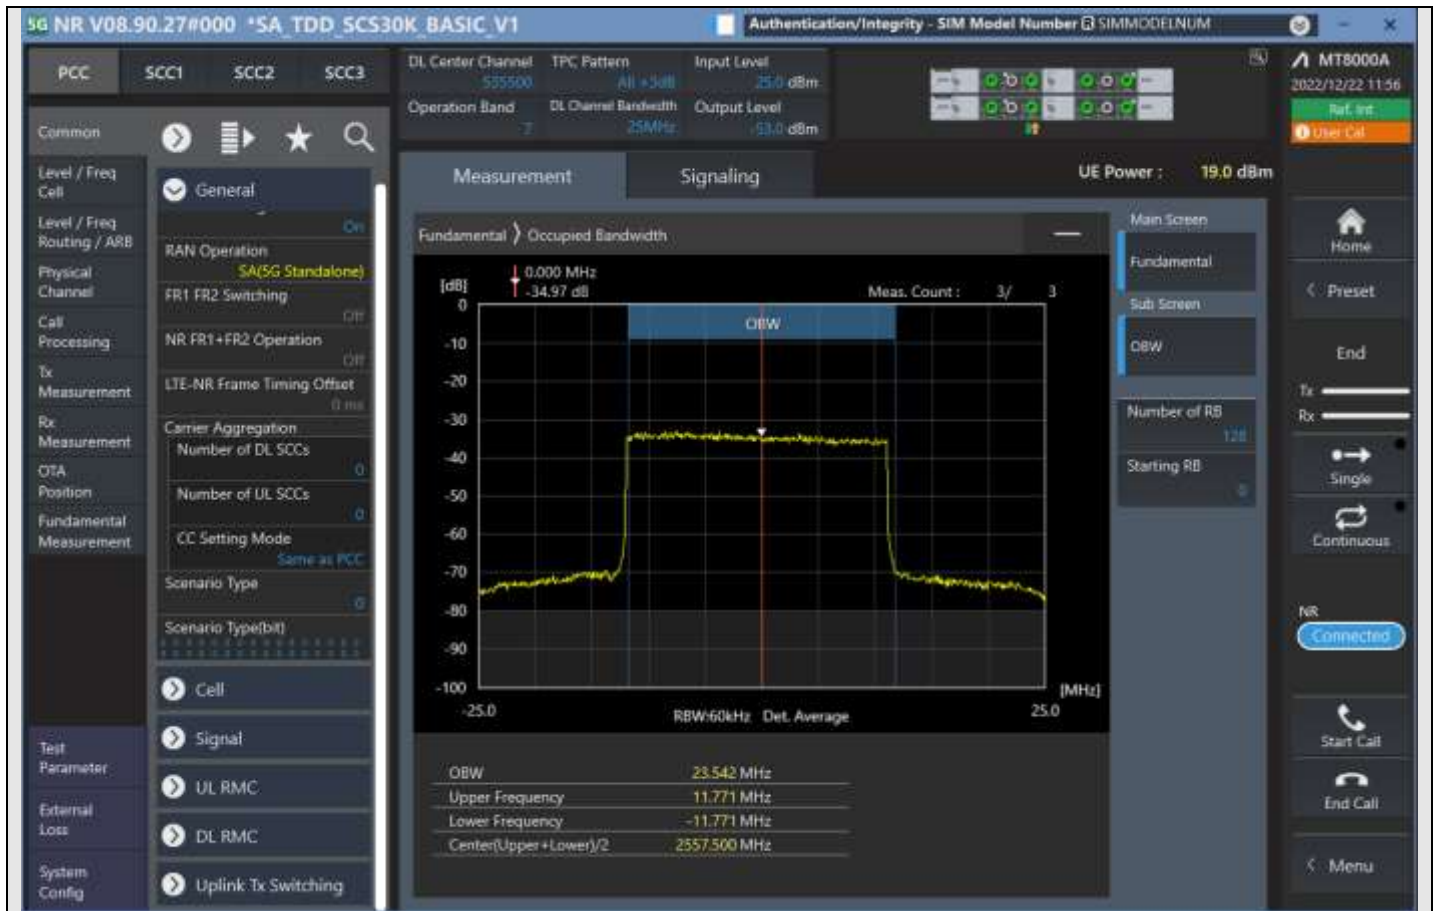 5G NR V08.90.27#000 *SA_TDD_SCS30K_BASIC_V1
Authentication/Integrity - SIM Model Number SIMMODELNUM
PCC SCC1 SCC2 SCC3
DL Center Channel TPC Pattern Input Level
535500 All +3dB 25.0 dBm
Operation Band DL Channel Bandwidth Output Level
7 25MHz -53.0 dBm
MT8000A
2022/12/22 11:56
Ref. Int
User Cal
Common
Level / Freq
Cell
Level / Freq
Routing / ARB
Physical
Channel
Call
Processing
Tx
Measurement
Rx
Measurement
OTA
Position
Fundamental
Measurement
Test
Parameter
External
Loss
System
Config
General
On
RAN Operation
SA(5G Standalone)
FR1 FR2 Switching
Off
NR FR1+FR2 Operation
Off
LTE-NR Frame Timing Offset
0 ms
Carrier Aggregation
Number of DL SCCs
0
Number of UL SCCs
0
CC Setting Mode
Same as PCC
Scenario Type
0
Scenario Type(bit)
Cell
Signal
UL RMC
DL RMC
Uplink Tx Switching
Measurement Signaling
UE Power : 19.0 dBm
Fundamental Occupied Bandwidth
0.000 MHz
-34.97 dB
Meas. Count : 3/ 3
[dB]
OBW
0
-10
-20
-30
-40
-50
-60
-70
-80
-90
-100
[MHz]
-25.0 25.0
RBW:60kHz Det. Average
OBW 23.542 MHz
Upper Frequency 11.771 MHz
Lower Frequency -11.771 MHz
Center(Upper+Lower)/2 2557.500 MHz
Main Screen
Fundamental
Sub Screen
OBW
Number of RB
128
Starting RB
0
Home
Preset
End
Tx
Rx
Single
Continuous
NR
Connected
Start Call
End Call
Menu